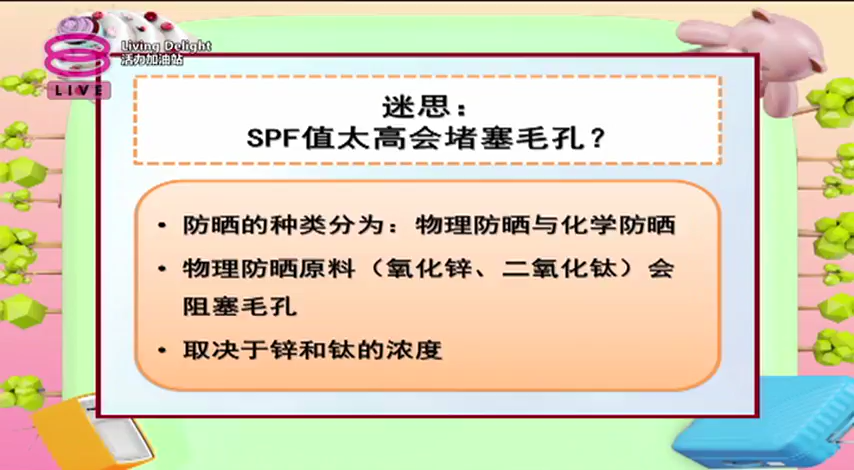 Living Delight
活力加油站
LIVE
迷思：
SPF值太高会堵塞毛孔？
• 防晒的种类分为：物理防晒与化学防晒
• 物理防晒原料（氧化锌、二氧化钛）会
阻塞毛孔
• 取决于锌和钛的浓度